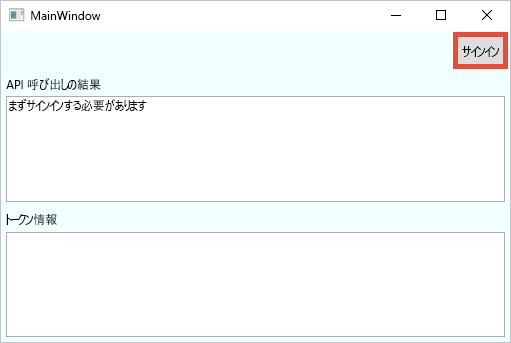 MainWindow
サインイン
API 呼び出しの結果
まずサインインする必要があります
トークン情報